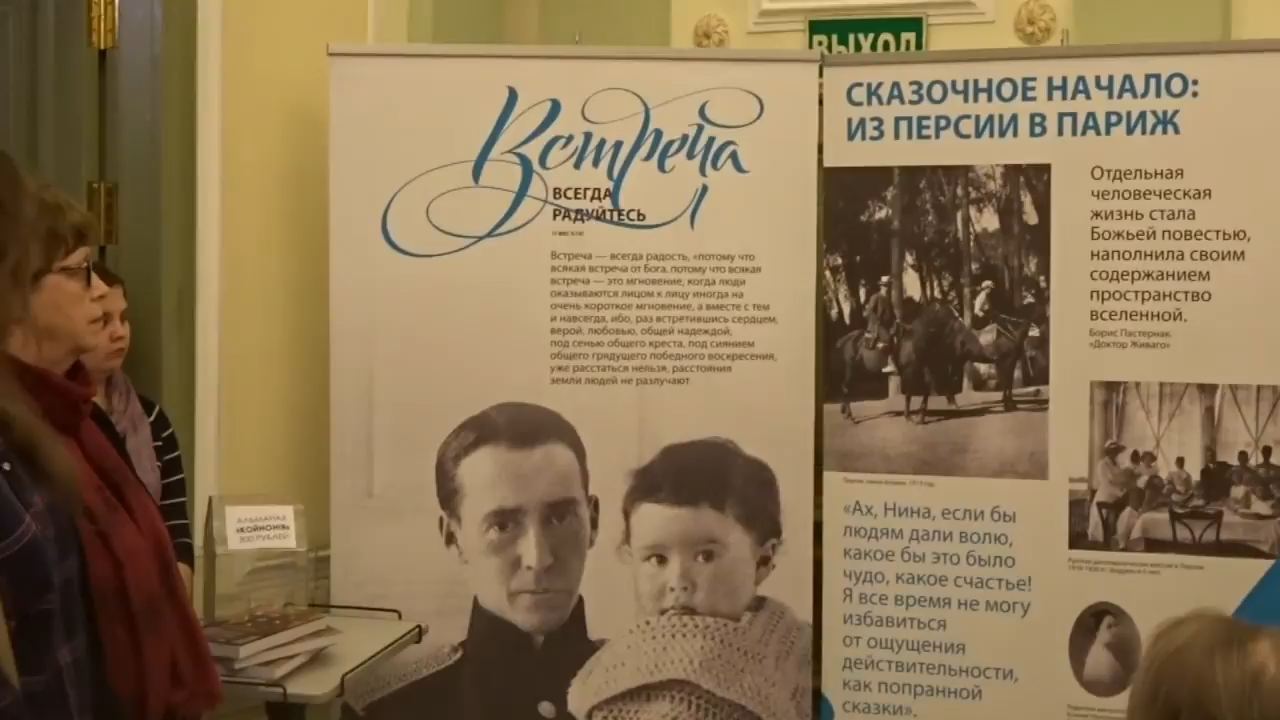 ВЫХОД
Встреча
ВСЕГДА
РАДУЙТЕСЬ
Встреча — всегда радость, «потому что
всякая встреча от Бога, потому что всякая
встреча — это мгновение, когда люди
оказываются лицом к лицу иногда на
очень короткое мгновение, а вместе с тем
и навсегда, ибо, раз встретившись сердцем,
верой, любовью, общей надеждой,
под сенью общего креста, под сиянием
общего грядущего победного воскресения,
уже расстаться нельзя, расстояния
земли людей не разлучают
СКАЗОЧНОЕ НАЧАЛО:
ИЗ ПЕРСИИ В ПАРИЖ
Отдельная
человеческая
жизнь стала
Божьей повестью,
наполнила своим
содержанием
пространство
вселенной.
Борис Пастернак.
«Доктор Живаго»
«Ах, Нина, если бы
людям дали волю,
какое бы это было
чудо, какое счастье!
Я все время не могу
избавиться
от ощущения
действительности,
как попранной
сказки».
АЛЬМАНАХ
«КОЙНОНІЯ»
300 РУБЛЕЙ